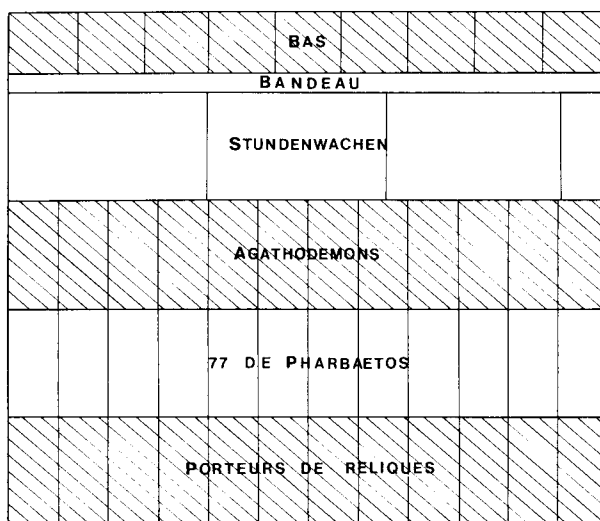 BAS
BANDEAU
STUNDENWACHEN
AGATHODEMONS
77 DE PHARBAETOS
PORTEURS DE RELIQUES